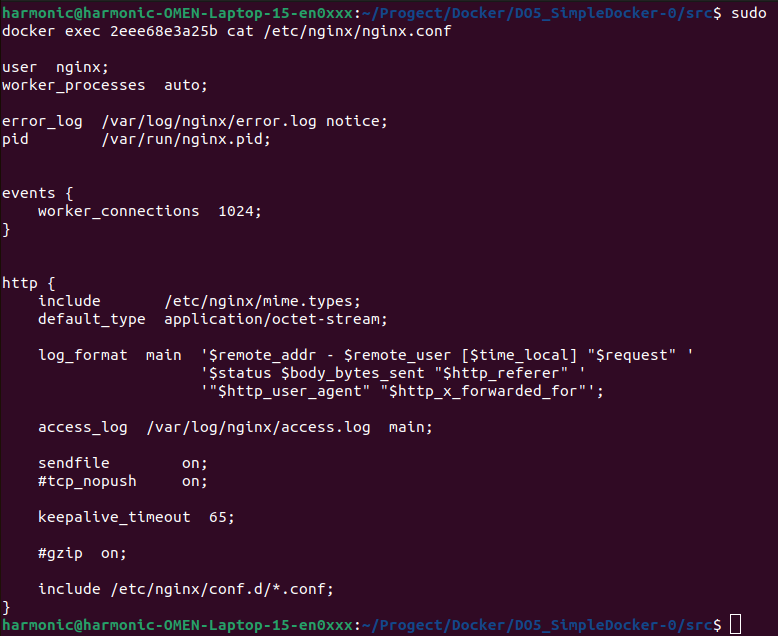 harmonic@harmonic-OMEN-Laptop-15-en0xxx:~/Progect/Docker/DO5_SimpleDocker-0/src$ sudo
docker exec 2eee68e3a25b cat /etc/nginx/nginx.conf

user  nginx;
worker_processes  auto;

error_log  /var/log/nginx/error.log notice;
pid        /var/run/nginx.pid;


events {
    worker_connections  1024;
}


http {
    include       /etc/nginx/mime.types;
    default_type  application/octet-stream;

    log_format  main  '$remote_addr - $remote_user [$time_local] "$request" '
                      '$status $body_bytes_sent "$http_referer" '
                      '"$http_user_agent" "$http_x_forwarded_for"';

    access_log  /var/log/nginx/access.log  main;

    sendfile        on;
    #tcp_nopush     on;

    keepalive_timeout  65;

    #gzip  on;

    include /etc/nginx/conf.d/*.conf;
}
harmonic@harmonic-OMEN-Laptop-15-en0xxx:~/Progect/Docker/DO5_SimpleDocker-0/src$